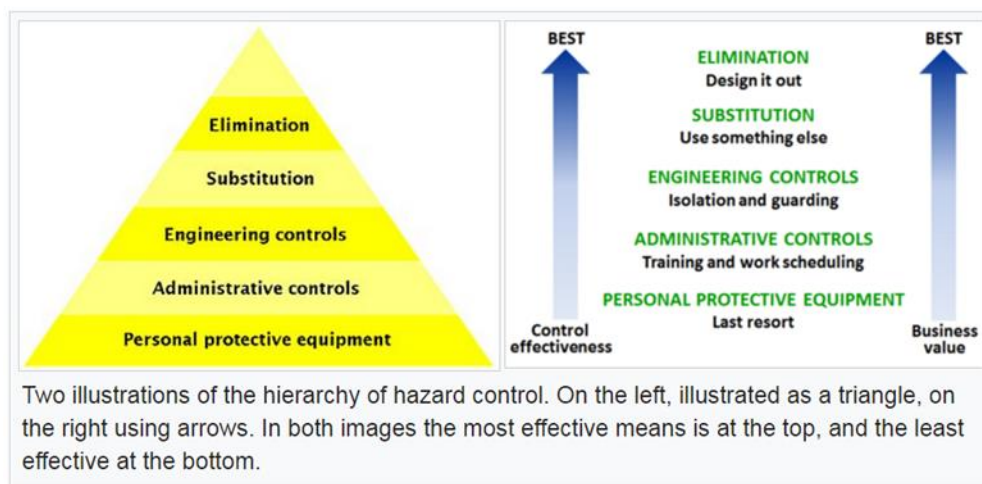 Elimination
Substitution
Engineering controls
Administrative controls
Personal protective equipment
BEST
BEST
ELIMINATION
Design it out
SUBSTITUTION
Use something else
ENGINEERING CONTROLS
Isolation and guarding
ADMINISTRATIVE CONTROLS
Training and work scheduling
PERSONAL PROTECTIVE EQUIPMENT
Last resort
Control
effectiveness
Business
value
Two illustrations of the hierarchy of hazard control. On the left, illustrated as a triangle, on
the right using arrows. In both images the most effective means is at the top, and the least
effective at the bottom.